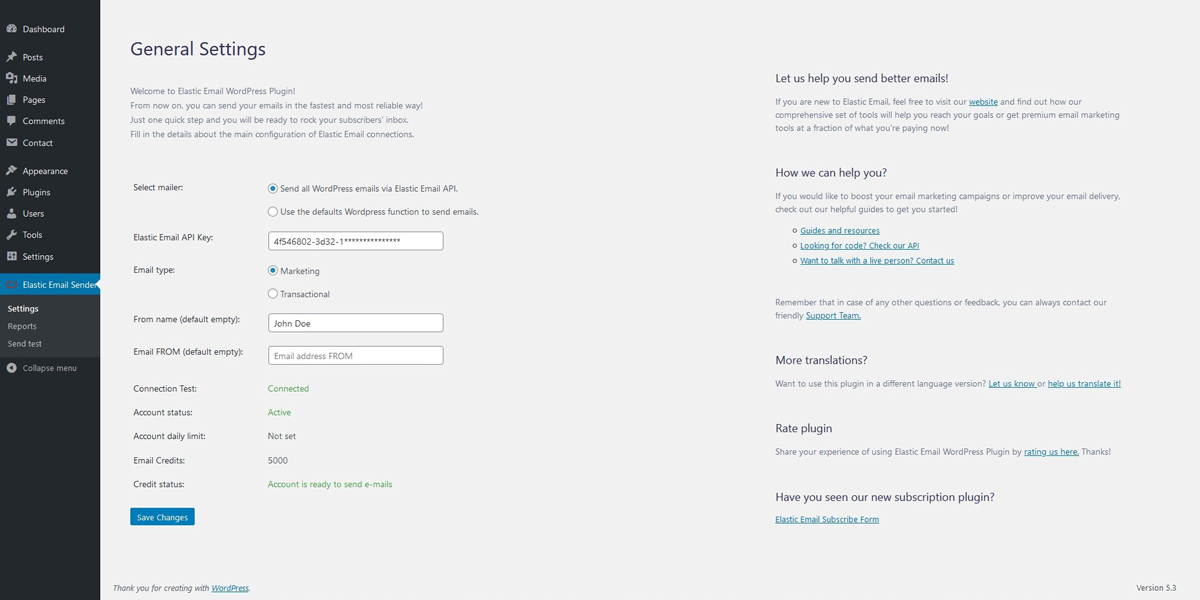 Dashboard
Posts
Media
Pages
Comments
Contact
Appearance
Plugins
Users
Tools
Settings
Elastic Email Sender
Settings
Reports
Send test
Collapse menu
General Settings
Welcome to Elastic Email WordPress Plugin!
From now on, you can send your emails in the fastest and most reliable way!
Just one quick step and you will be ready to rock your subscribers' inbox.
Fill in the details about the main configuration of Elastic Email connections.
Select mailer:
Send all WordPress emails via Elastic Email API.
Use the defaults Wordpress function to send emails.
Elastic Email API Key:
4f546802-3d32-1***************
Email type:
Marketing
Transactional
From name (default empty):
John Doe
Email FROM (default empty):
Email address FROM
Connection Test:
Connected
Account status:
Active
Account daily limit:
Not set
Email Credits:
5000
Credit status:
Account is ready to send e-mails
Save Changes
Let us help you send better emails!
If you are new to Elastic Email, feel free to visit our website and find out how our
comprehensive set of tools will help you reach your goals or get premium email marketing
tools at a fraction of what you're paying now!
How we can help you?
If you would like to boost your email marketing campaigns or improve your email delivery,
check out our helpful guides to get you started!
Guides and resources
Looking for code? Check our API
Want to talk with a live person? Contact us
Remember that in case of any other questions or feedback, you can always contact our
friendly Support Team.
More translations?
Want to use this plugin in a different language version? Let us know or help us translate it!
Rate plugin
Share your experience of using Elastic Email WordPress Plugin by rating us here. Thanks!
Have you seen our new subscription plugin?
Elastic Email Subscribe Form
Thank you for creating with WordPress.
Version 5.3